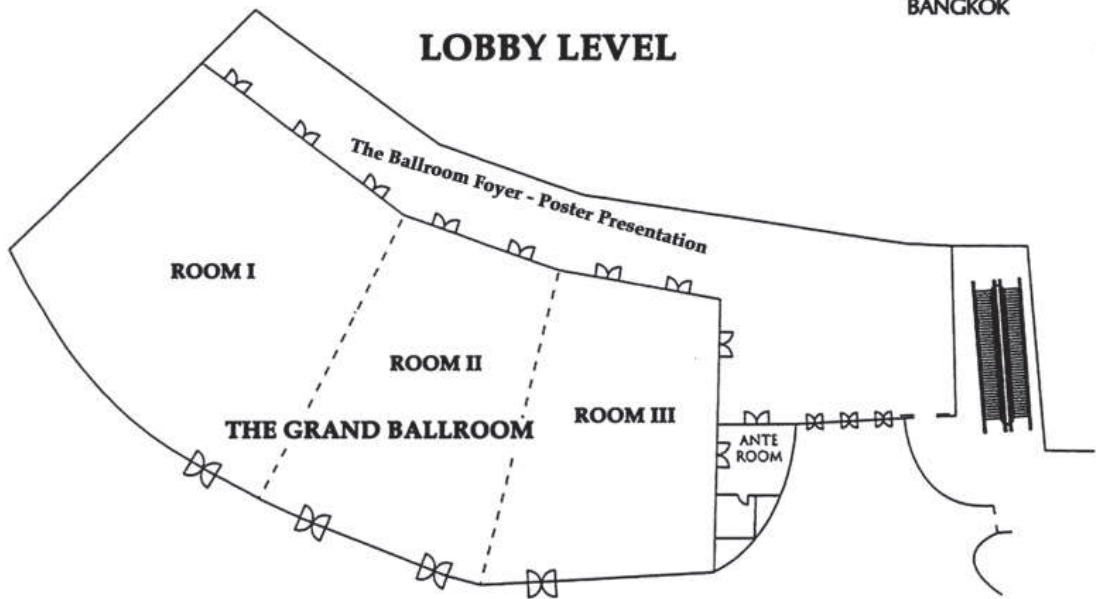 BANGKOK
LOBBY LEVEL
The Ballroom Foyer - Poster Presentation
ROOM I
ROOM II
ROOM III
THE GRAND BALLROOM
ANTE
ROOM